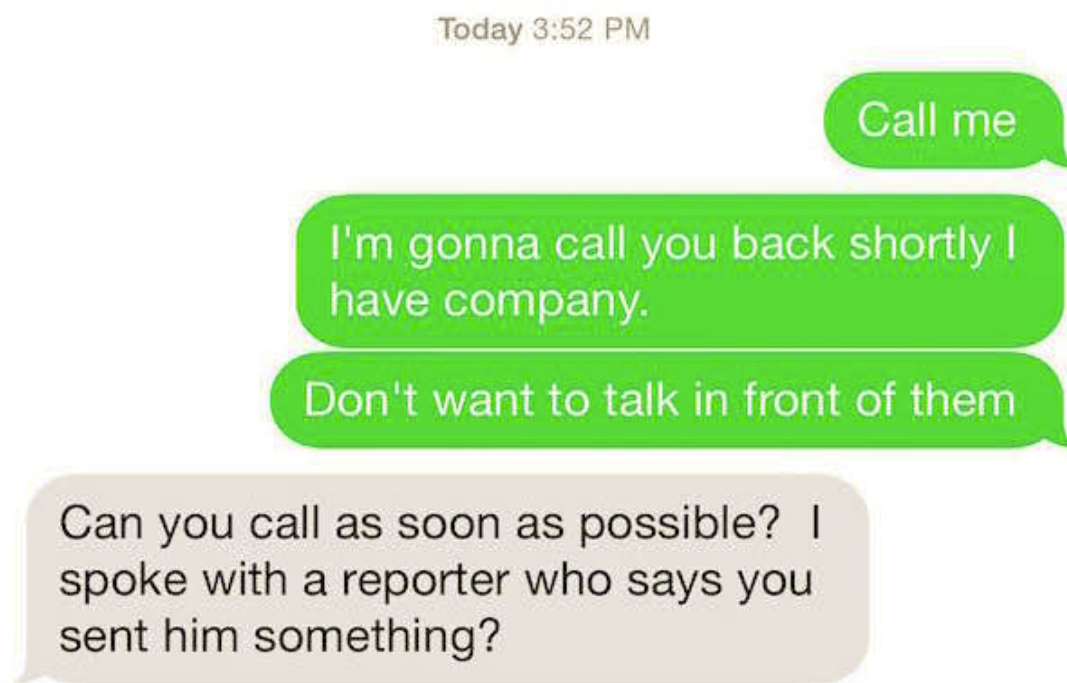 Today 3:52 PM
Call me
I'm gonna call you back shortly I
have company.
Don't want to talk in front of them
Can you call as soon as possible?  I
spoke with a reporter who says you
sent him something?